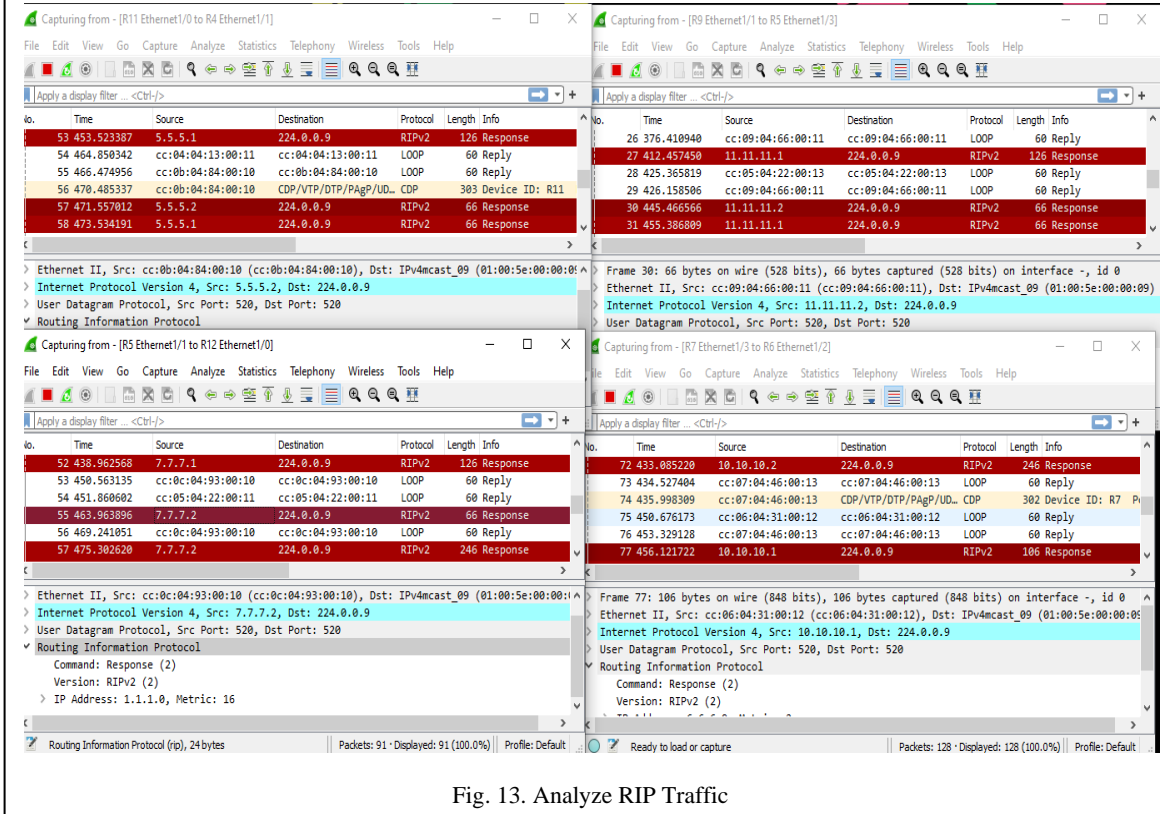 Capturing from - [R11 Ethernet1/0 to R4 Ethernet1/1]
File Edit View Go Capture Analyze Statistics Telephony Wireless Tools Help
Apply a display filter ... <Ctrl-/>
No. Time Source Destination Protocol Length Info
53 453.523387 5.5.5.1 224.0.0.9 RIPv2 126 Response
54 464.850342 cc:04:04:13:00:11 cc:04:04:13:00:11 LOOP 60 Reply
55 466.474956 cc:0b:04:84:00:10 cc:0b:04:84:00:10 LOOP 60 Reply
56 470.485337 cc:0b:04:84:00:10 CDP/VTP/DTP/PAgP/UD… CDP 303 Device ID: R11
57 471.557012 5.5.5.2 224.0.0.9 RIPv2 66 Response
58 473.534191 5.5.5.1 224.0.0.9 RIPv2 66 Response
Ethernet II, Src: cc:0b:04:84:00:10 (cc:0b:04:84:00:10), Dst: IPv4mcast_09 (01:00:5e:00:00:09
Internet Protocol Version 4, Src: 5.5.5.2, Dst: 224.0.0.9
User Datagram Protocol, Src Port: 520, Dst Port: 520
Routing Information Protocol
Capturing from - [R9 Ethernet1/1 to R5 Ethernet1/3]
File Edit View Go Capture Analyze Statistics Telephony Wireless Tools Help
Apply a display filter ... <Ctrl-/>
No. Time Source Destination Protocol Length Info
26 376.410940 cc:09:04:66:00:11 cc:09:04:66:00:11 LOOP 60 Reply
27 412.457450 11.11.11.1 224.0.0.9 RIPv2 126 Response
28 425.365819 cc:05:04:22:00:13 cc:05:04:22:00:13 LOOP 60 Reply
29 426.158506 cc:09:04:66:00:11 cc:09:04:66:00:11 LOOP 60 Reply
30 445.466566 11.11.11.2 224.0.0.9 RIPv2 66 Response
31 455.386809 11.11.11.1 224.0.0.9 RIPv2 66 Response
Frame 30: 66 bytes on wire (528 bits), 66 bytes captured (528 bits) on interface -, id 0
Ethernet II, Src: cc:09:04:66:00:11 (cc:09:04:66:00:11), Dst: IPv4mcast_09 (01:00:5e:00:00:09)
Internet Protocol Version 4, Src: 11.11.11.2, Dst: 224.0.0.9
User Datagram Protocol, Src Port: 520, Dst Port: 520
Capturing from - [R5 Ethernet1/1 to R12 Ethernet1/0]
File Edit View Go Capture Analyze Statistics Telephony Wireless Tools Help
Apply a display filter ... <Ctrl-/>
No. Time Source Destination Protocol Length Info
52 438.962568 7.7.7.1 224.0.0.9 RIPv2 126 Response
53 450.563135 cc:0c:04:93:00:10 cc:0c:04:93:00:10 LOOP 60 Reply
54 451.860602 cc:05:04:22:00:11 cc:05:04:22:00:11 LOOP 60 Reply
55 463.963896 7.7.7.2 224.0.0.9 RIPv2 66 Response
56 469.241051 cc:0c:04:93:00:10 cc:0c:04:93:00:10 LOOP 60 Reply
57 475.302620 7.7.7.2 224.0.0.9 RIPv2 246 Response
Ethernet II, Src: cc:0c:04:93:00:10 (cc:0c:04:93:00:10), Dst: IPv4mcast_09 (01:00:5e:00:00:0
Internet Protocol Version 4, Src: 7.7.7.2, Dst: 224.0.0.9
User Datagram Protocol, Src Port: 520, Dst Port: 520
Routing Information Protocol
Command: Response (2)
Version: RIPv2 (2)
IP Address: 1.1.1.0, Metric: 16
Routing Information Protocol (rip), 24 bytes
Packets: 91 · Displayed: 91 (100.0%)
Profile: Default
Capturing from - [R7 Ethernet1/3 to R6 Ethernet1/2]
File Edit View Go Capture Analyze Statistics Telephony Wireless Tools Help
Apply a display filter ... <Ctrl-/>
No. Time Source Destination Protocol Length Info
72 433.085220 10.10.10.2 224.0.0.9 RIPv2 246 Response
73 434.527404 cc:07:04:46:00:13 cc:07:04:46:00:13 LOOP 60 Reply
74 435.998309 cc:07:04:46:00:13 CDP/VTP/DTP/PAgP/UD… CDP 302 Device ID: R7
75 450.676173 cc:06:04:31:00:12 cc:06:04:31:00:12 LOOP 60 Reply
76 453.329128 cc:07:04:46:00:13 cc:07:04:46:00:13 LOOP 60 Reply
77 456.121722 10.10.10.1 224.0.0.9 RIPv2 106 Response
Frame 77: 106 bytes on wire (848 bits), 106 bytes captured (848 bits) on interface -, id 0
Ethernet II, Src: cc:06:04:31:00:12 (cc:06:04:31:00:12), Dst: IPv4mcast_09 (01:00:5e:00:00:09
Internet Protocol Version 4, Src: 10.10.10.1, Dst: 224.0.0.9
User Datagram Protocol, Src Port: 520, Dst Port: 520
Routing Information Protocol
Command: Response (2)
Version: RIPv2 (2)
Ready to load or capture
Packets: 128 · Displayed: 128 (100.0%)
Profile: Default
Fig. 13. Analyze RIP Traffic